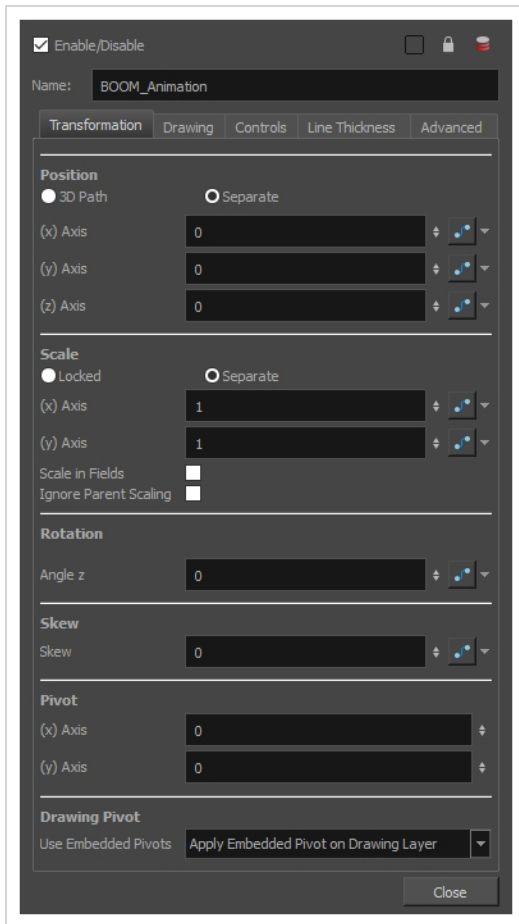 Enable/Disable
Name: BOOM_Animation
Transformation Drawing Controls Line Thickness Advanced
Position
3D Path Separate
(x) Axis 0
(y) Axis 0
(z) Axis 0
Scale
Locked Separate
(x) Axis 1
(y) Axis 1
Scale in Fields
Ignore Parent Scaling
Rotation
Angle z 0
Skew
Skew 0
Pivot
(x) Axis 0
(y) Axis 0
Drawing Pivot
Use Embedded Pivots Apply Embedded Pivot on Drawing Layer
Close